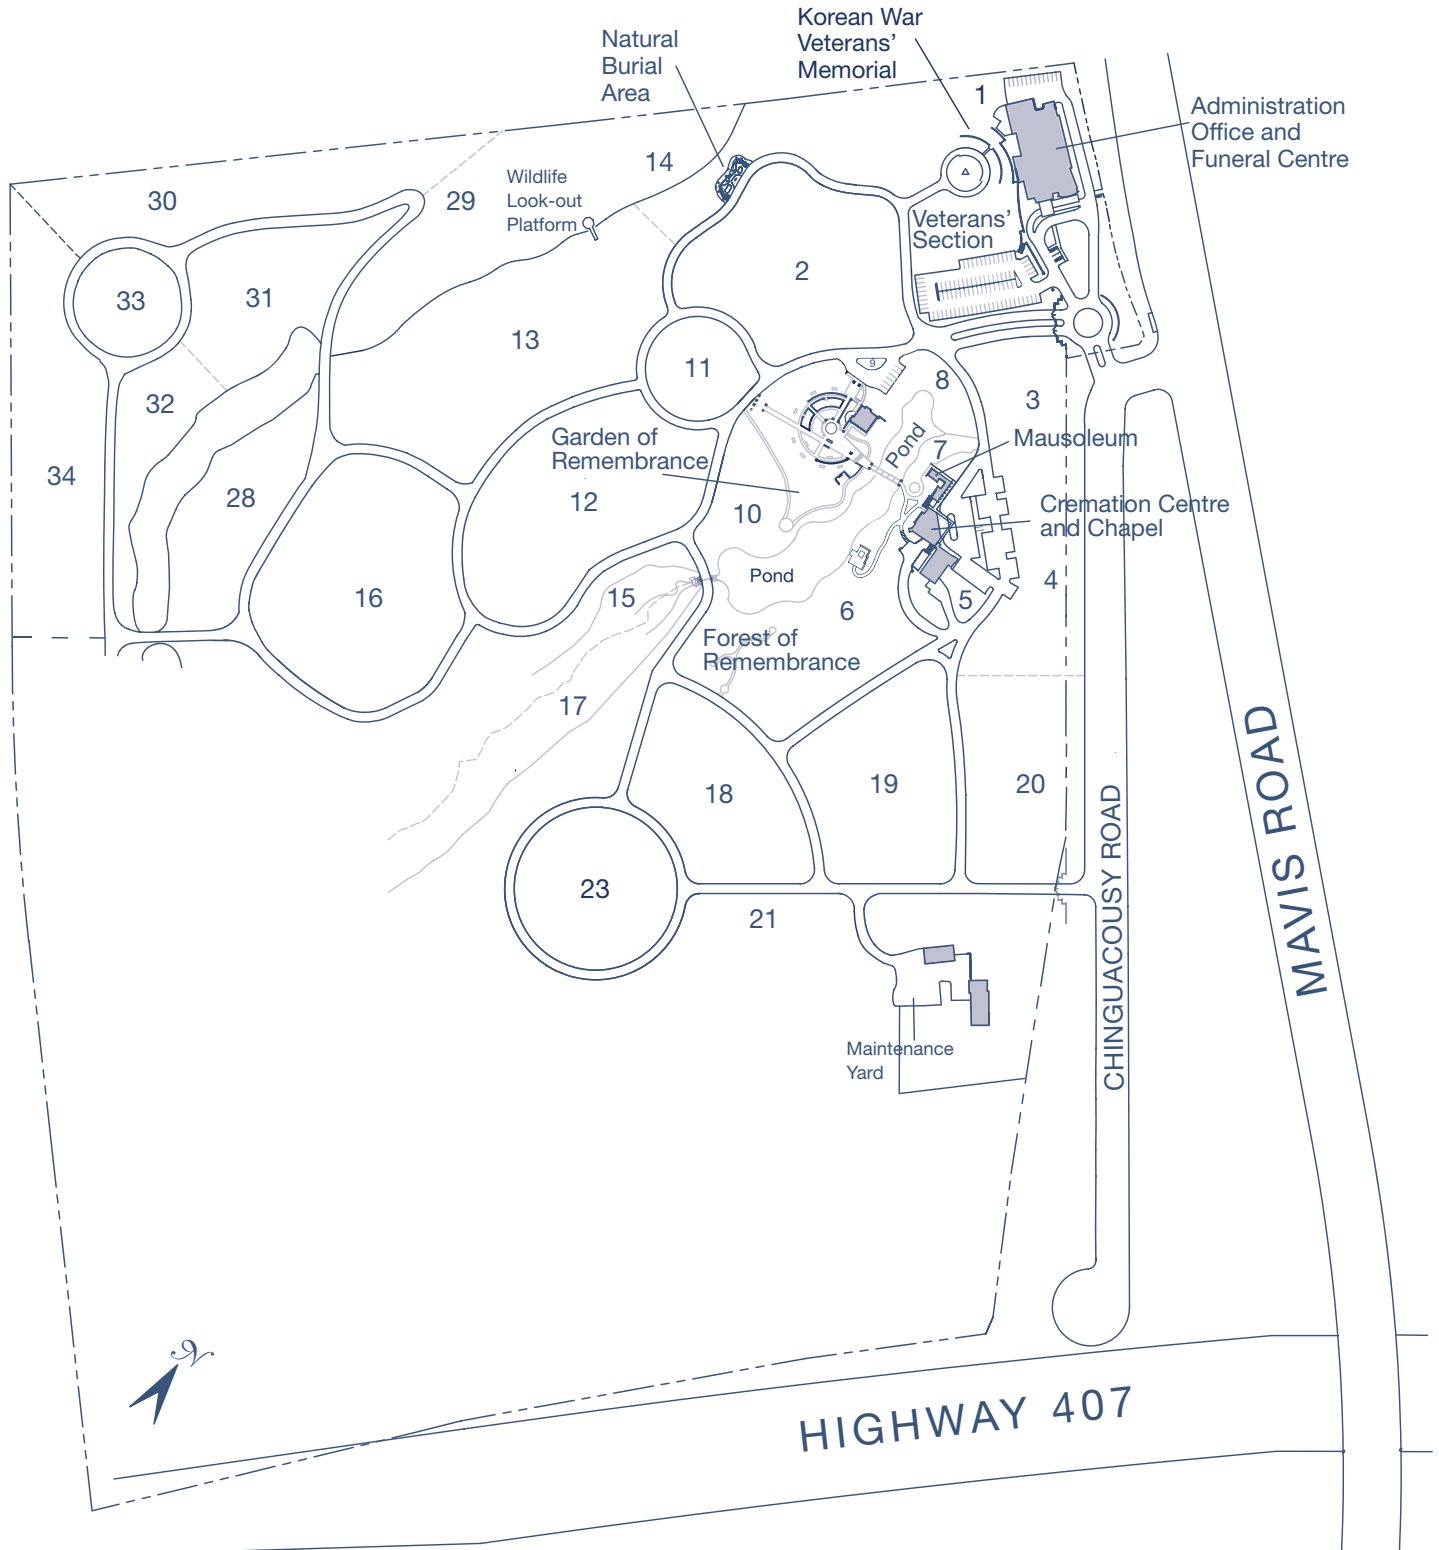 Korean War
Veterans’
Memorial
Natural
Burial
Area
1
Administration
Office and
Funeral Centre
14
Wildlife
Look-out
Platform
29
30
Veterans’
Section
2
33
31
13
11
9
8
3
32
Garden of
Remembrance
Pond
7
Mausoleum
34
28
12
10
Cremation Centre
and Chapel
Pond
4
16
15
6
5
Forest of
Remembrance
17
18
19
20
23
21
CHINGUACOUSY ROAD
MAVIS ROAD
Maintenance
Yard
N
HIGHWAY 407